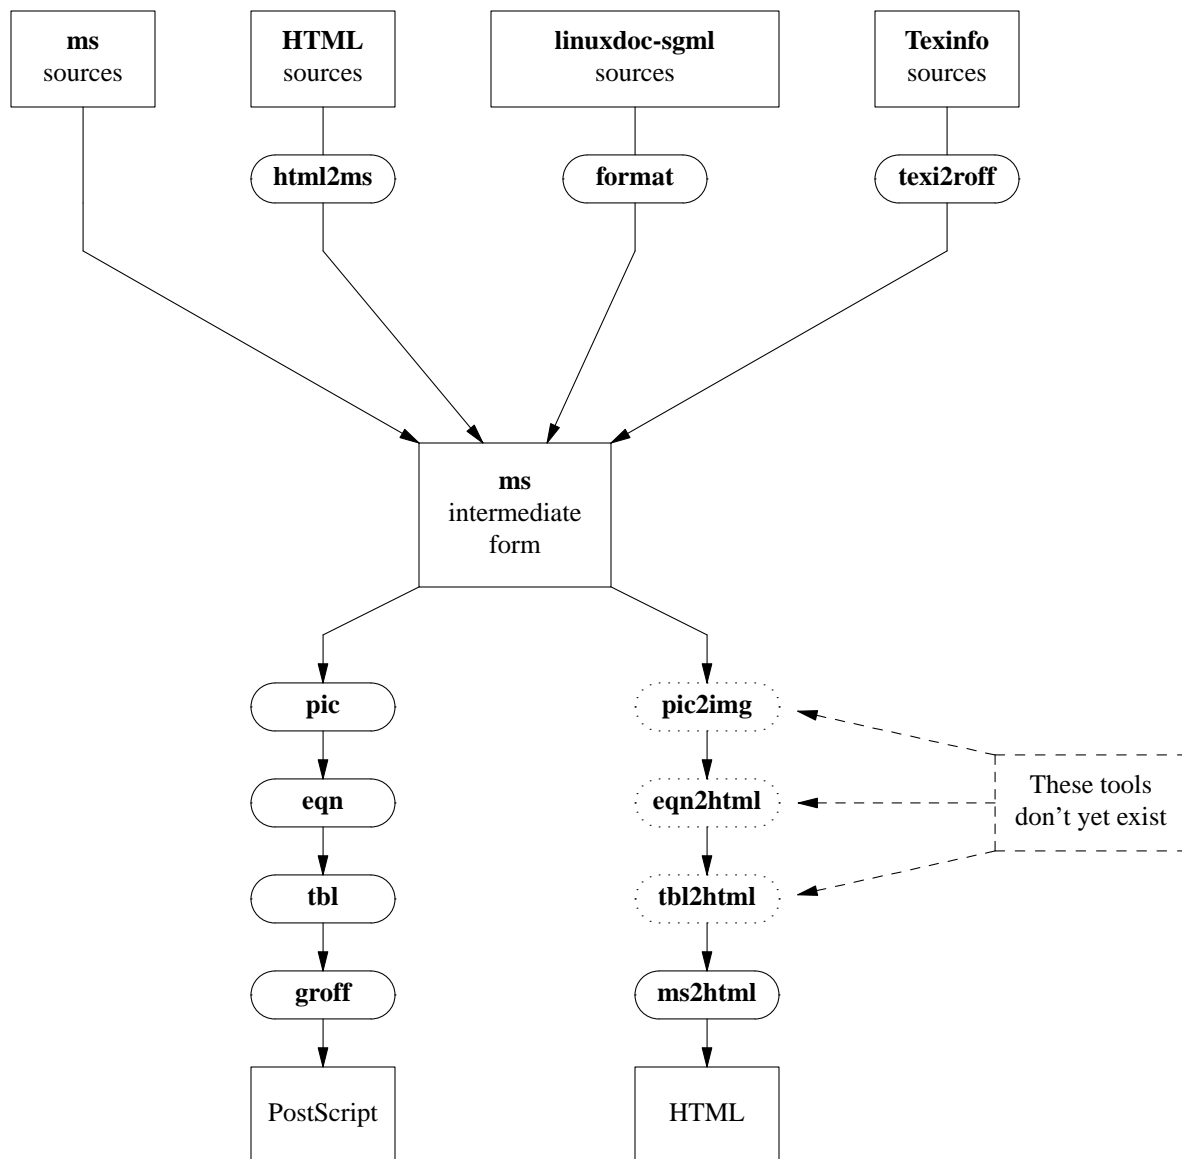 ms
sources
HTML
sources
linuxdoc-sgml
sources
Texinfo
sources
html2ms
format
texi2roff
ms
intermediate
form
pic
pic2img
eqn
eqn2html
These tools
don't yet exist
tbl
tbl2html
groff
ms2html
PostScript
HTML